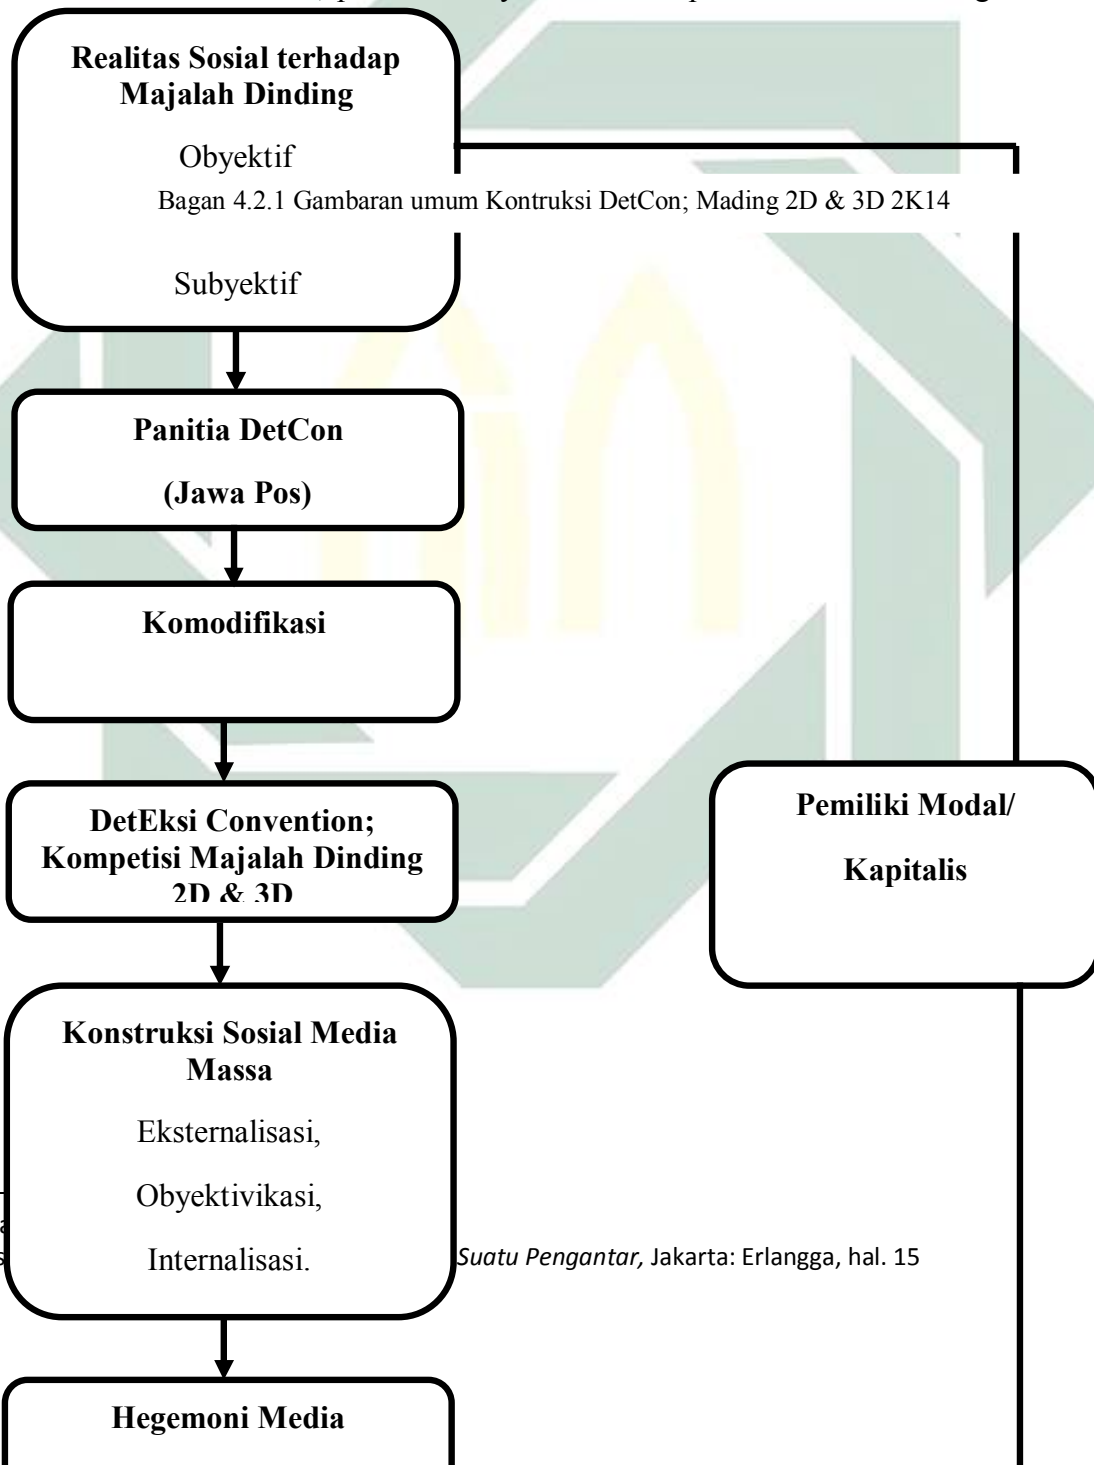 Realitas Sosial terhadap
Majalah Dinding
Obyektif
Bagan 4.2.1 Gambaran umum Kontruksi DetCon; Mading 2D & 3D 2K14
Subyektif
Panitia DetCon
(Jawa Pos)
Komodifikasi
DetEksi Convention;
Kompetisi Majalah Dinding
2D & 3D
Pemiliki Modal/
Kapitalis
Konstruksi Sosial Media
Massa
Eksternalisasi,
Obyektivikasi,
Internalisasi.
Suatu Pengantar, Jakarta: Erlangga, hal. 15
Hegemoni Media